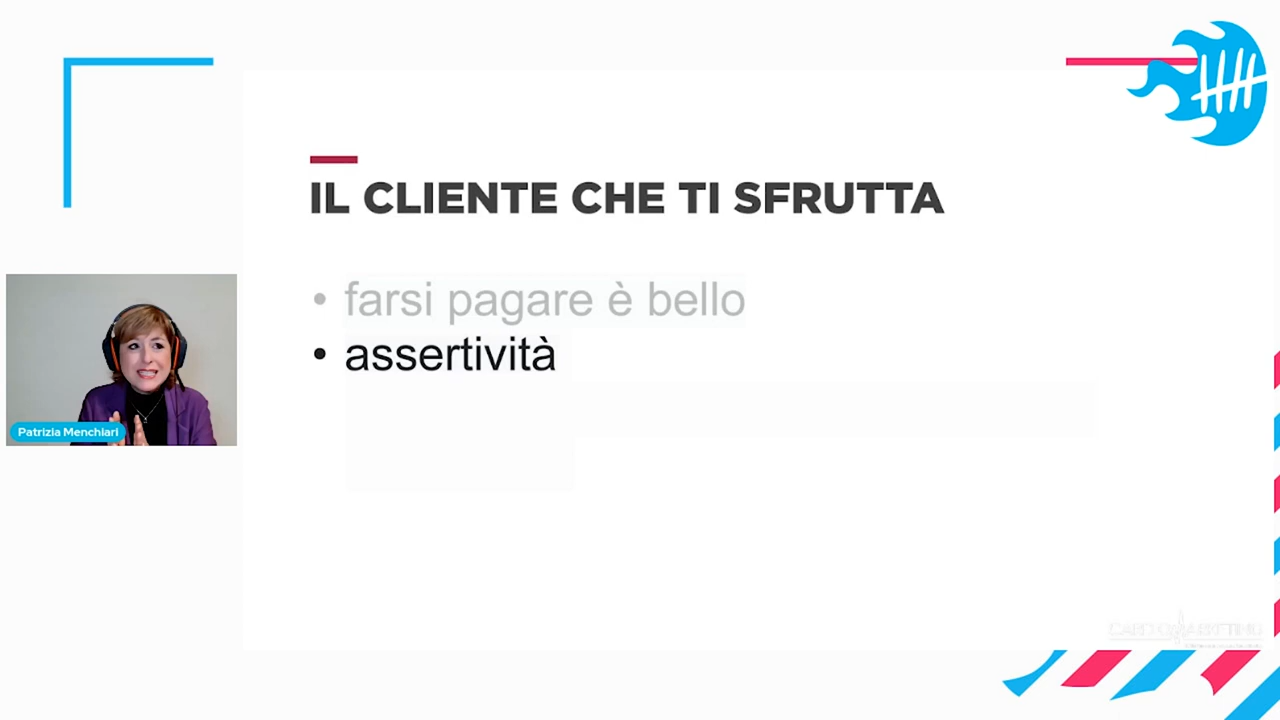 IL CLIENTE CHE TI SFRUTTA
• farsi pagare è bello
• assertività
Patrizia Menchiari